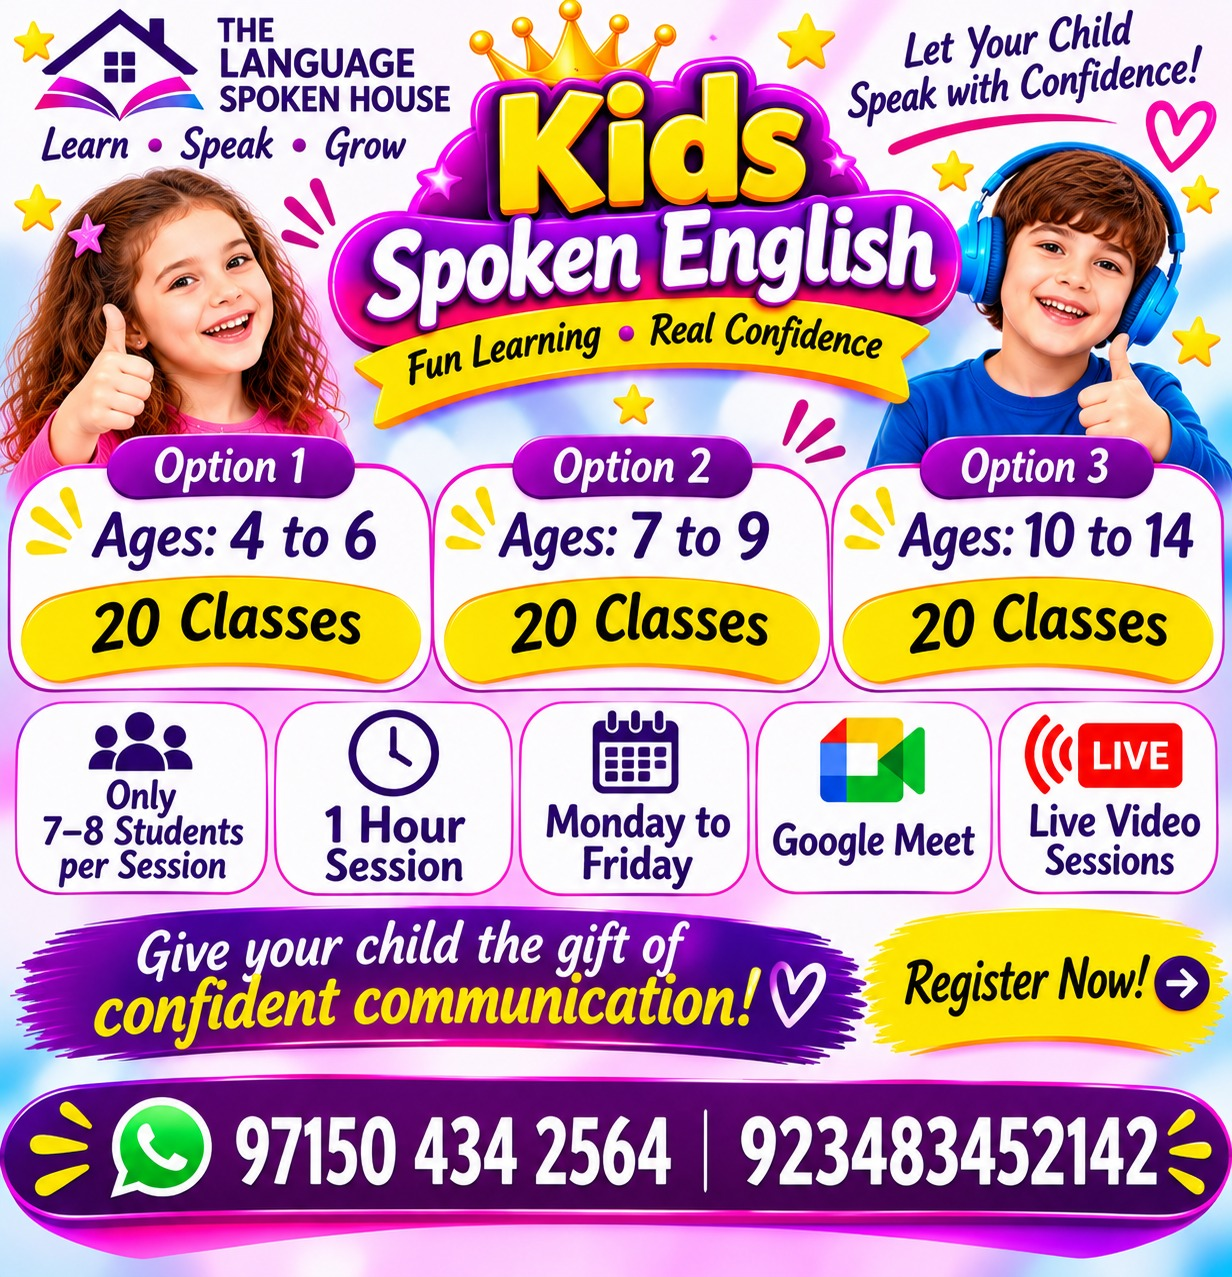 THE
LANGUAGE
SPOKEN HOUSE
Learn • Speak • Grow
Let Your Child
Speak with Confidence!
Kids
Spoken English
Fun Learning • Real Confidence
Option 1
Ages: 4 to 6
20 Classes
Option 2
Ages: 7 to 9
20 Classes
Option 3
Ages: 10 to 14
20 Classes
Only
7–8 Students
per Session
1 Hour
Session
Monday to
Friday
Google Meet
LIVE
Live Video
Sessions
Give your child the gift of
confident communication!
Register Now!
97150 434 2564 | 923483452142